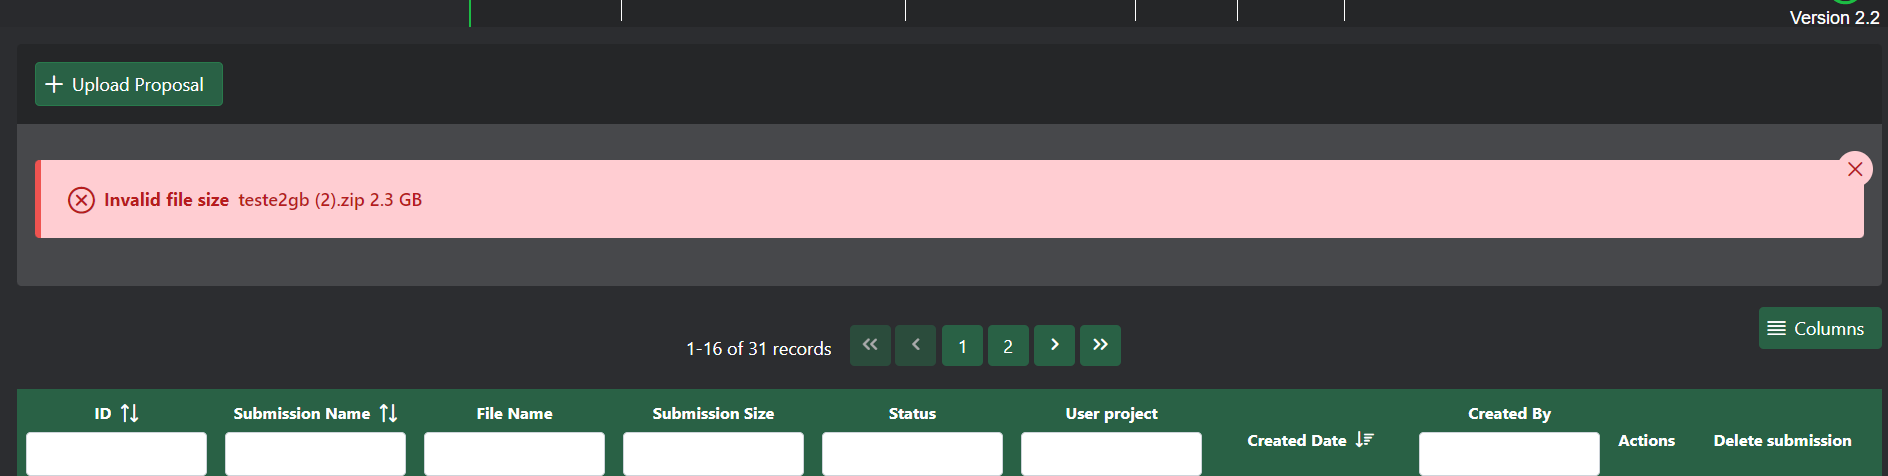 Version 2.2
Upload Proposal
Invalid file size teste2gb (2).zip 2.3 GB
Columns
1-16 of 31 records 1 2
ID Submission Name File Name Submission Size Status User project Created Date Created By Actions Delete submission